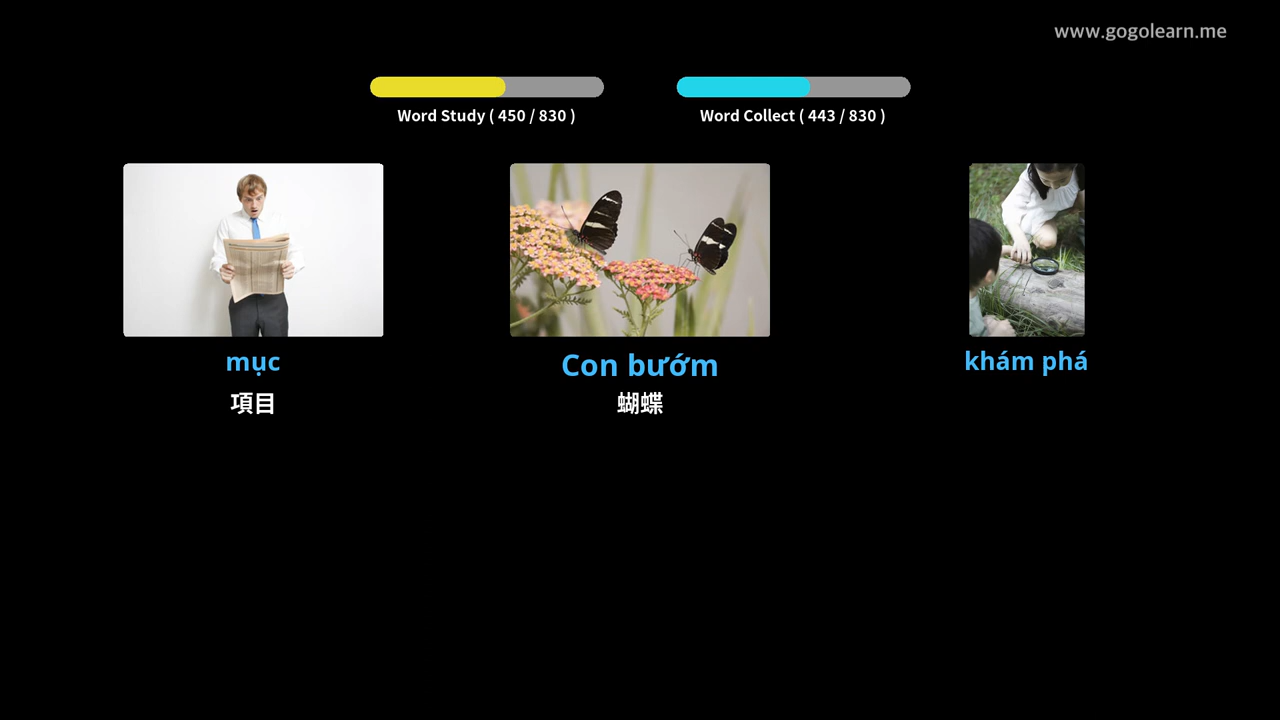 www.gogolearn.me
Word Study ( 450 / 830 )
Word Collect ( 443 / 830 )
mục
Con bướm
khám phá
項目
蝴蝶